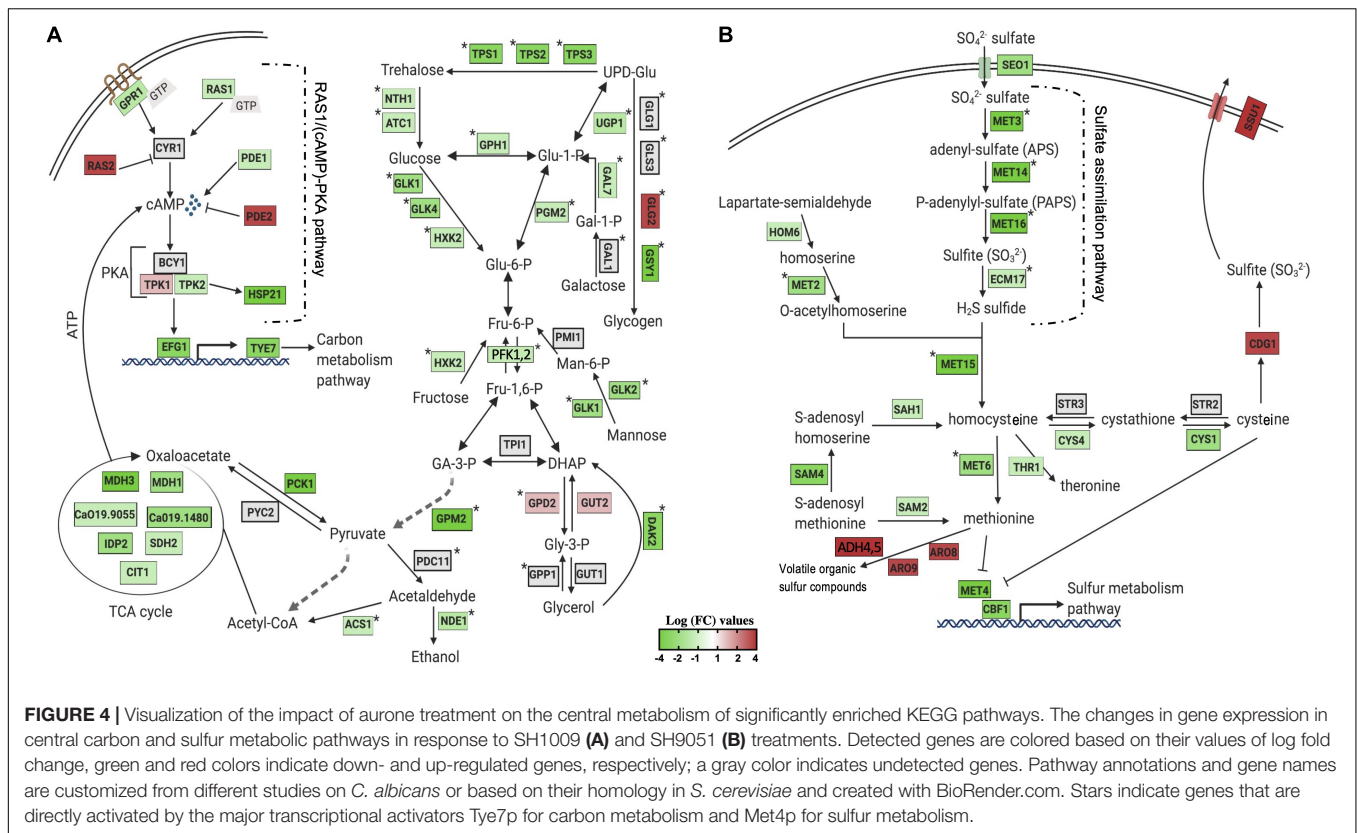 A
GPR1
GTP
RAS1
GTP
CYR1
RAS2
PDE1
cAMP
PDE2
PKA
BCY1
TPK1
TPK2
HSP21
EFG1
TYE7
Carbon
metabolism
pathway
RAS1/(cAMP)-PKA pathway
ATP
Oxaloacetate
MDH3
MDH1
CaO19.9055
CaO19.1480
IDP2
SDH2
CIT1
TCA cycle
PCK1
PYC2
Pyruvate
Acetyl-CoA
*TPS1
*TPS2
*TPS3
Trehalose
UPD-Glu
*NTH1
*ATC1
UGP1*
GLG1*
GLS3*
GLG2*
GSY1*
Glucose
*GPH1
Glu-1-P
*GLK1
*GLK4
*HXK2
PGM2*
GAL7*
Gal-1-P
GAL1*
Galactose
Glycogen
Glu-6-P
Fru-6-P
PMI1
*HXK2
PFK1,2*
Man-6-P
Fructose
Fru-1,6-P
*GLK1
GLK2*
Mannose
TPI1
GA-3-P
DHAP
*GPD2
GUT2
DAK2*
GPM2*
Gly-3-P
PDC11*
*GPP1
GUT1
Glycerol
Acetaldehyde
ACS1*
NDE1*
Ethanol
Log (FC) values
-4 -2 -1 1 2 4
B
SO₄²⁻ sulfate
SEO1
SO₄²⁻ sulfate
MET3*
adenyl-sulfate (APS)
MET14*
P-adenylyl-sulfate (PAPS)
MET16*
Sulfite (SO₃²⁻)
ECM17*
H₂S sulfide
Sulfate assimilation pathway
SSU1
Lapartate-semialdehyde
HOM6
homoserine
*MET2
O-acetylhomoserine
*MET15
Sulfite (SO₃²⁻)
CDG1
S-adenosyl
homoserine
SAH1
homocysteine
STR3
CYS4
cystathione
STR2
CYS1
cysteine
SAM4
*MET6
THR1
theronine
S-adenosyl
methionine
SAM2
methionine
ADH4,5
ARO8
ARO9
Volatile organic
sulfur compounds
MET4
CBF1
Sulfur metabolism
pathway
FIGURE 4 | Visualization of the impact of aurone treatment on the central metabolism of significantly enriched KEGG pathways. The changes in gene expression in
central carbon and sulfur metabolic pathways in response to SH1009 (A) and SH9051 (B) treatments. Detected genes are colored based on their values of log fold
change, green and red colors indicate down- and up-regulated genes, respectively; a gray color indicates undetected genes. Pathway annotations and gene names
are customized from different studies on C. albicans or based on their homology in S. cerevisiae and created with BioRender.com. Stars indicate genes that are
directly activated by the major transcriptional activators Tye7p for carbon metabolism and Met4p for sulfur metabolism.